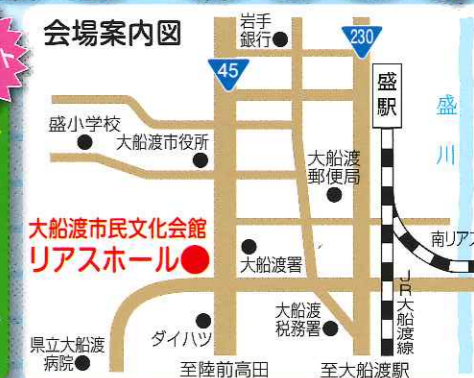 会場案内図
岩手
銀行
230
45
盛駅
盛川
盛小学校
大船渡市役所
大船渡
郵便局
大船渡市民文化会館
リアスホール
大船渡署
南リアス
JR大船渡線
県立大船渡
病院
ダイハツ
大船渡
税務署
至陸前高田
至大船渡駅